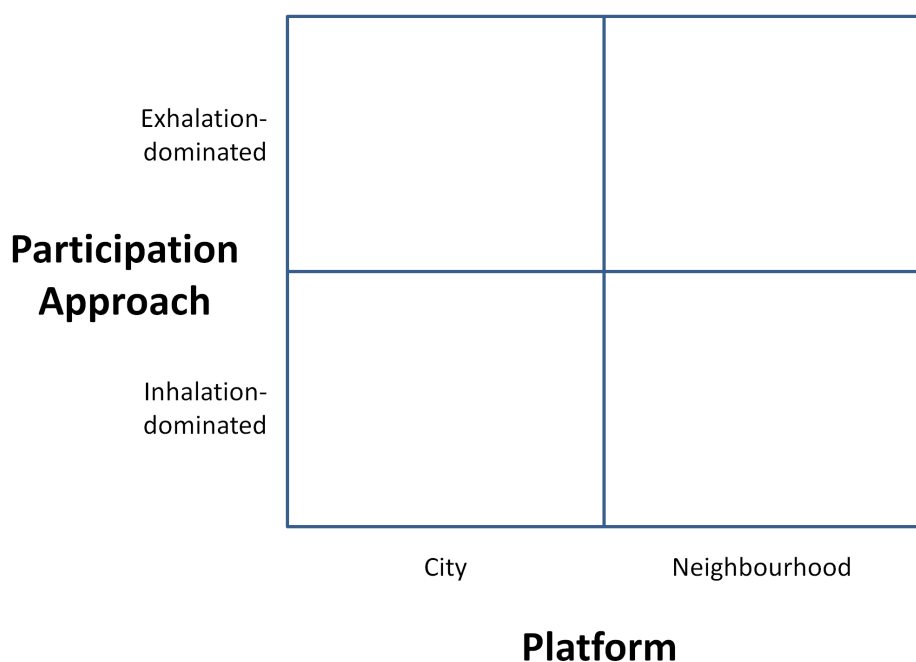 Exhalation-
dominated
Participation
Approach
Inhalation-
dominated
City
Neighbourhood
Platform